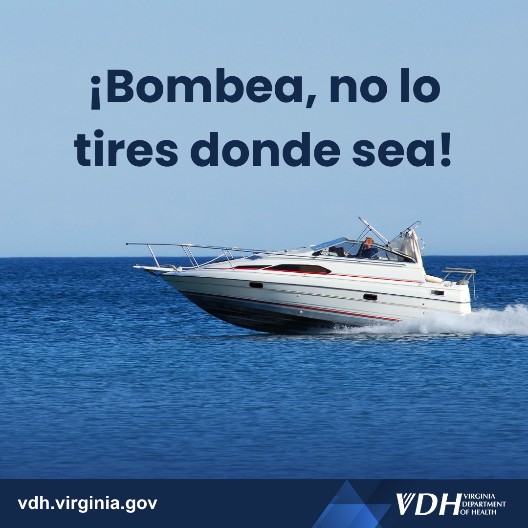 ¡Bombea, no lo
tires donde sea!
vdh.virginia.gov
VDH VIRGINIA
DEPARTMENT
OF HEALTH